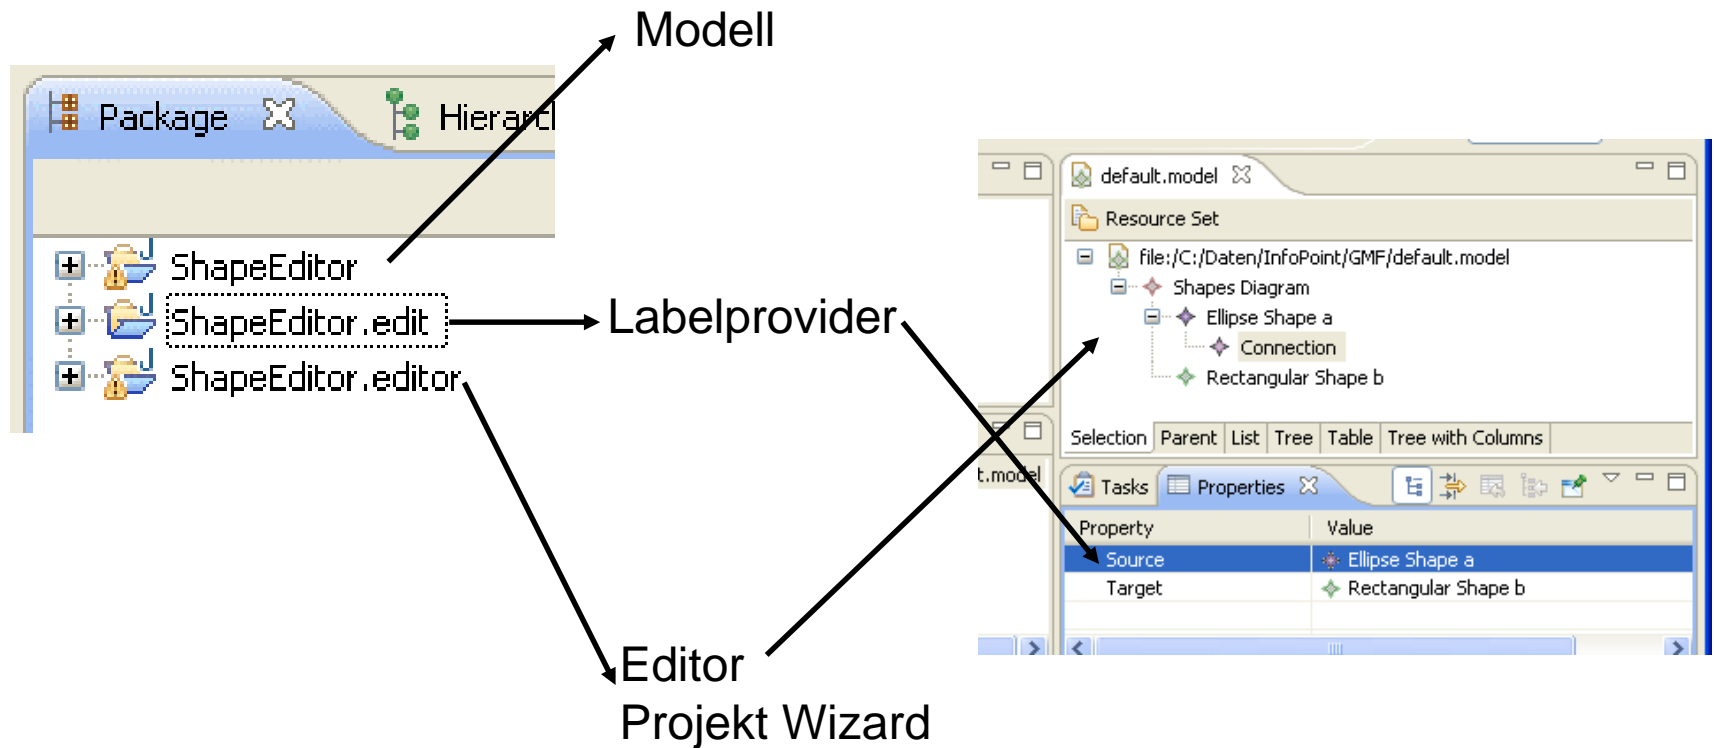 Modell
Package
Hierarcl
ShapeEditor
ShapeEditor.edit
ShapeEditor.editor
Labelprovider
Editor
Projekt Wizard
default.model
Resource Set
file:/C:/Daten/InfoPoint/GMF/default.model
Shapes Diagram
Ellipse Shape a
Connection
Rectangular Shape b
Selection Parent List Tree Table Tree with Columns
t.model
Tasks Properties
Property Value
Source Ellipse Shape a
Target Rectangular Shape b